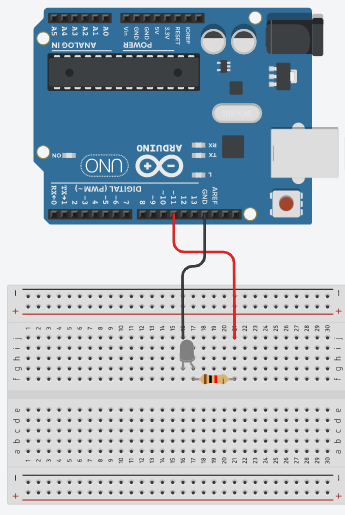 A5 A4 A3 A2 A1 A0 Vin GND GND 5V 3.3V RESET IOREF
ANALOG IN POWER
ON UNO ARDUINO RX
TX
L
DIGITAL (PWM~)
RX←0 TX→1 2 ~3 4 ~5 ~6 7 8 ~9 ~10 ~11 12 13 GND AREF
− −
+ +
1 2 3 4 5 6 7 8 9 10 11 12 13 14 15 16 17 18 19 20 21 22 23 24 25 26 27 28 29 30
j j
i i
h h
g g
f f
e e
d d
c c
b b
a a
1 2 3 4 5 6 7 8 9 10 11 12 13 14 15 16 17 18 19 20 21 22 23 24 25 26 27 28 29 30
− −
+ +